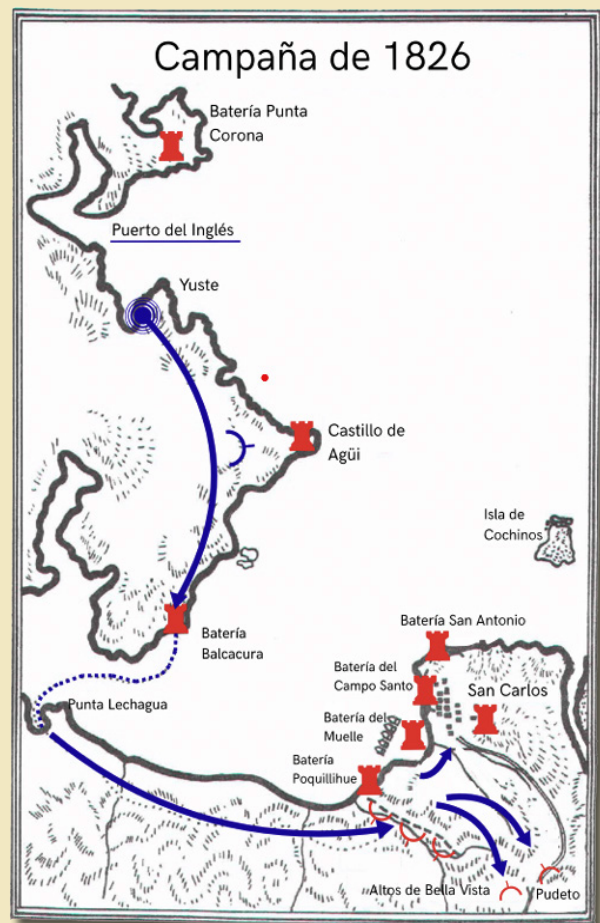 Campaña de 1826
Batería Punta
Corona
Puerto del Inglés
Yuste
Castillo de
Agüi
Isla de
Cochinos
Batería San Antonio
Batería
Balcacura
Batería del
Campo Santo
San Carlos
Punta Lechagua
Batería del
Muelle
Batería
Poquillihue
Altos de Bella Vista
Pudeto